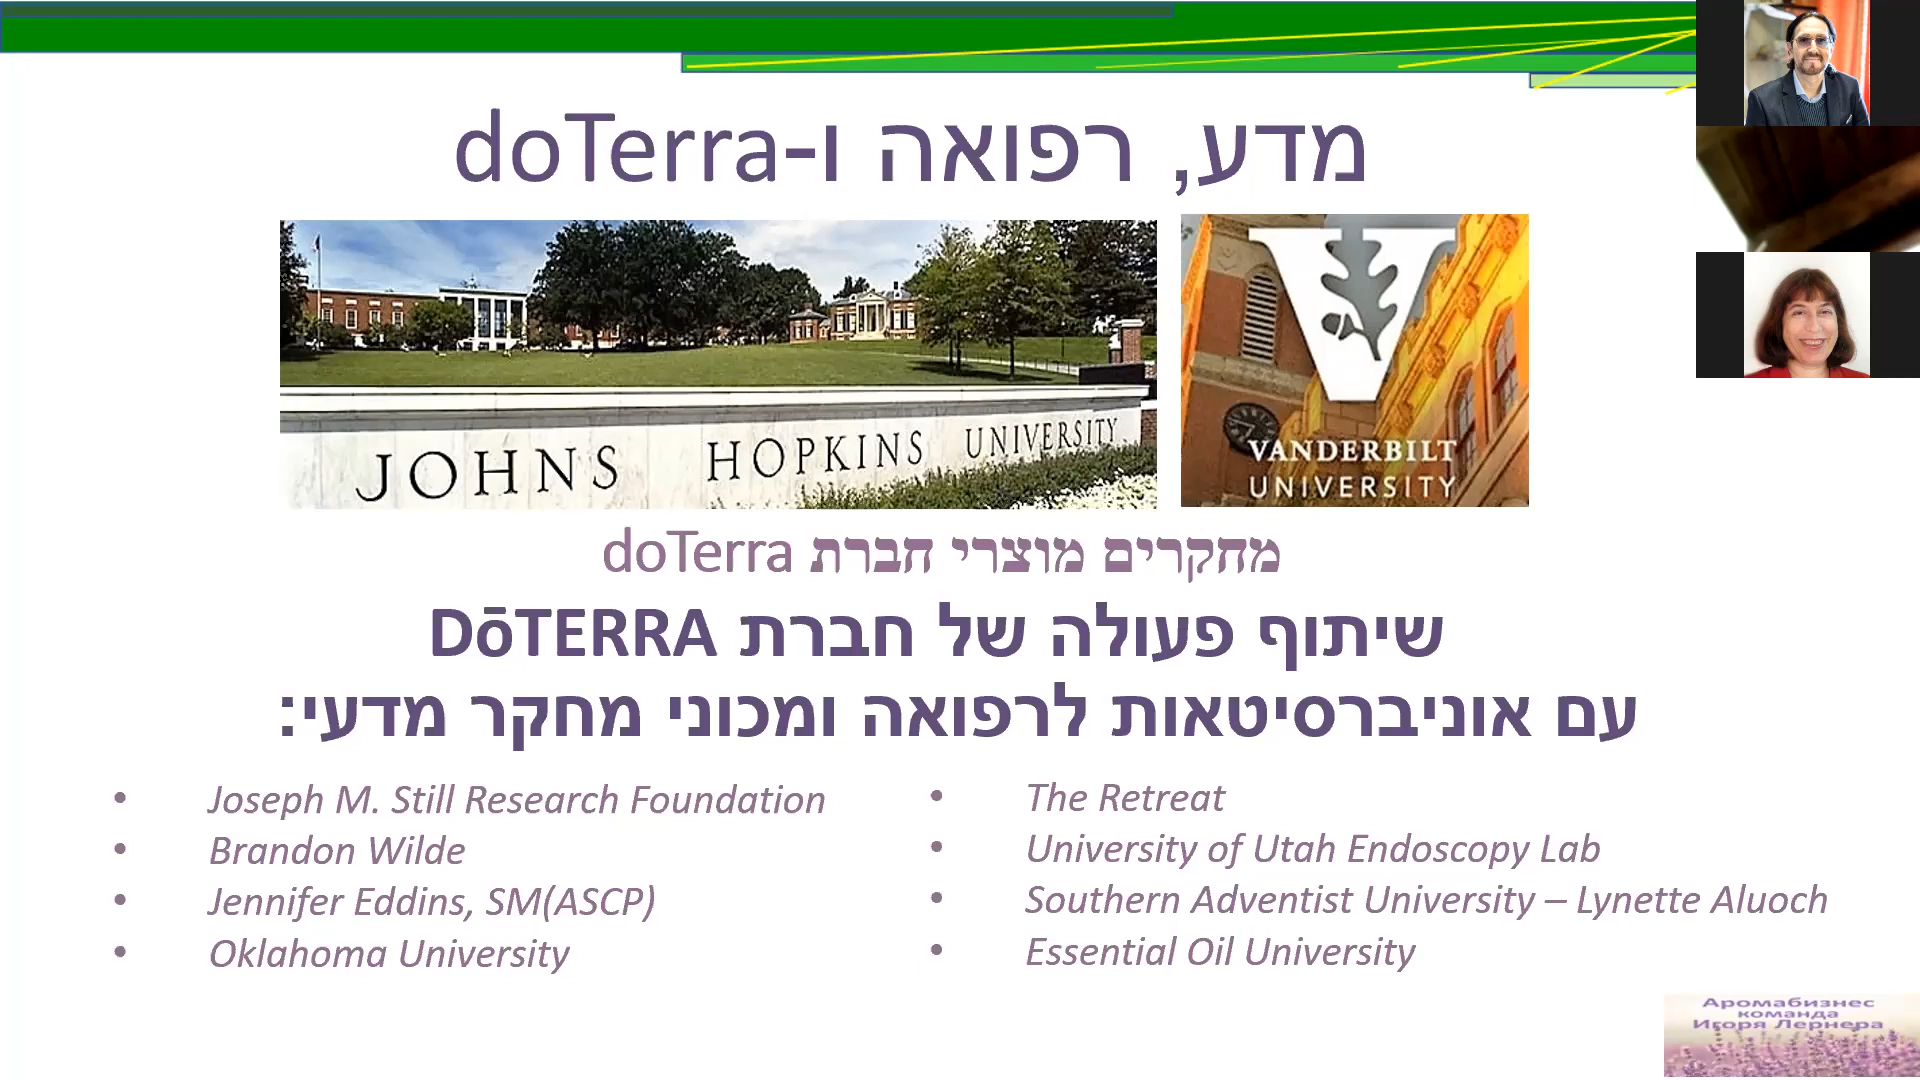 מדע, רפואה ו-doTerra
JOHNS HOPKINS UNIVERSITY
VANDERBILT
UNIVERSITY
מחקרים מוצרי חברת doTerra
שיתוף פעולה של חברת DōTERRA
עם אוניברסיטאות לרפואה ומכוני מחקר מדעי:
• Joseph M. Still Research Foundation
• Brandon Wilde
• Jennifer Eddins, SM(ASCP)
• Oklahoma University
• The Retreat
• University of Utah Endoscopy Lab
• Southern Adventist University – Lynette Aluoch
• Essential Oil University
Аромабизнес
команда
Игоря Лернера